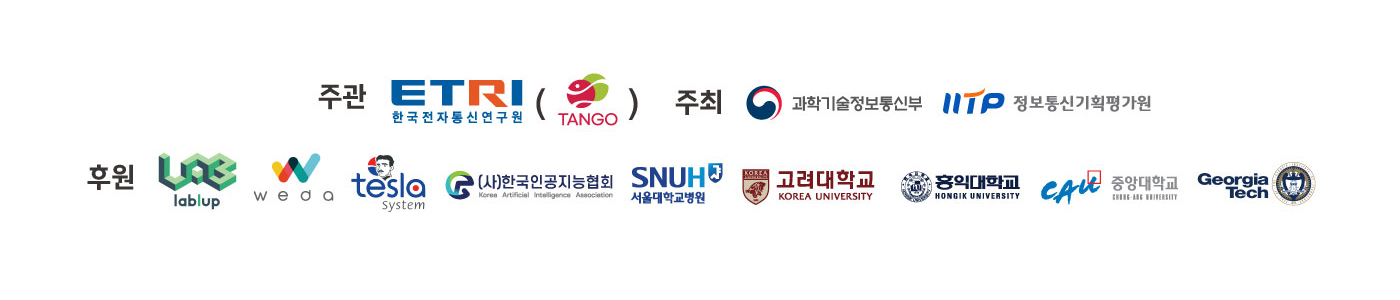 주관 ETRI 한국전자통신연구원 ( TANGO ) 주최 과학기술정보통신부 IITP 정보통신기획평가원
후원 LAB lablup weda tesla System (사)한국인공지능협회 Korea Artificial Intelligence Association SNUH 서울대학교병원 KOREA 고려대학교 KOREA UNIVERSITY 홍익대학교 HONGIK UNIVERSITY CAU 중앙대학교 CHUNG-ANG UNIVERSITY Georgia Tech